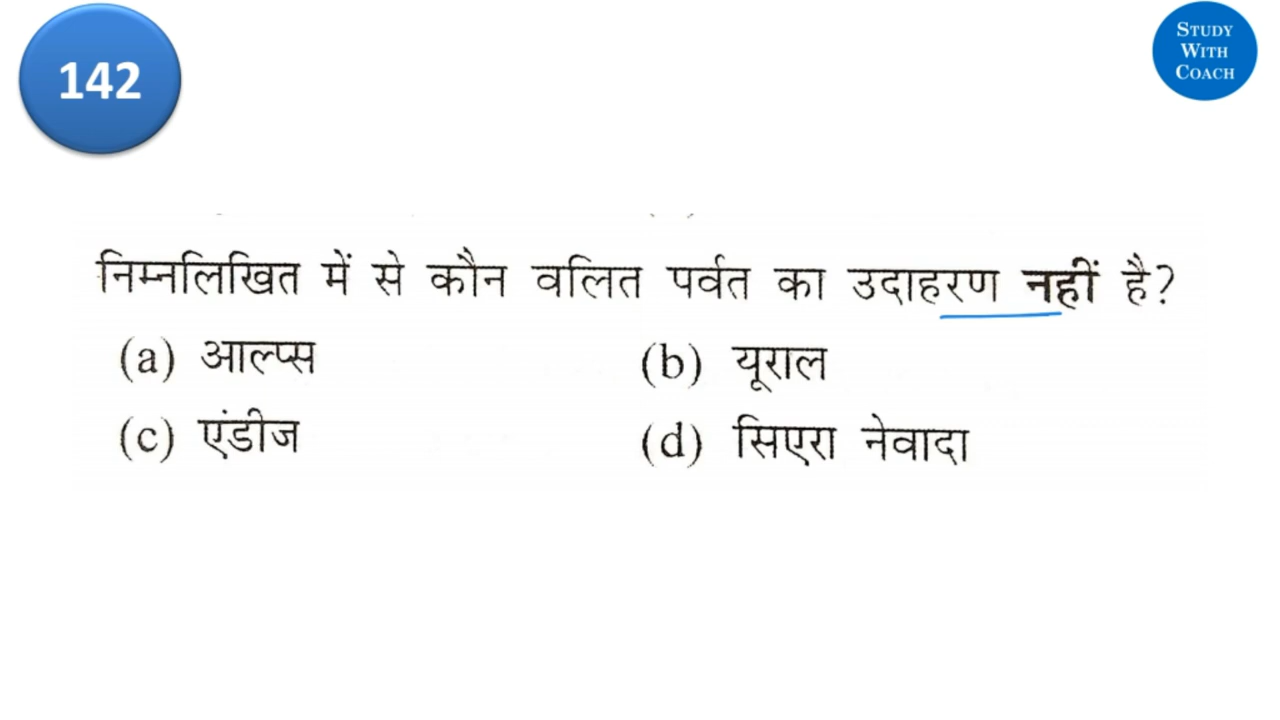 142
STUDY
WITH
COACH
निम्नलिखित में से कौन वलित पर्वत का उदाहरण नहीं है?
(a) आल्प्स (b) यूराल
(c) एंडीज (d) सिएरा नेवादा